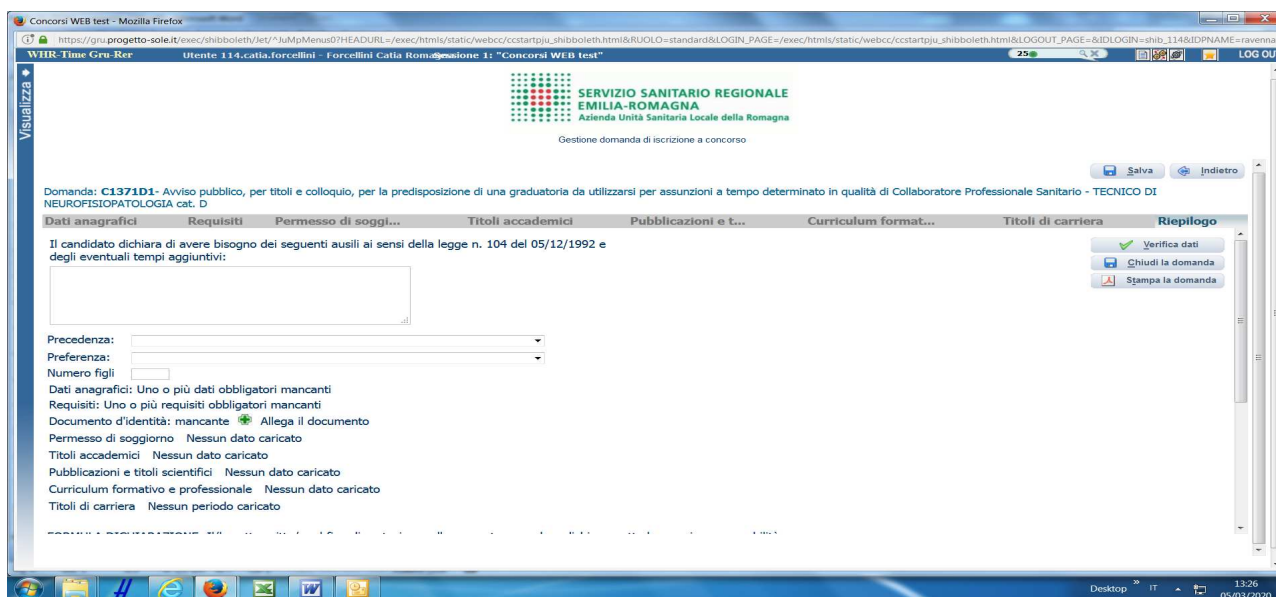 Concorsi WEB test - Mozilla Firefox
https://gru.progetto-sole.it/exec/shibboleth/Jet/^JuMpMenus0?HEADURL=/exec/htmls/static/webcc/ccstartpju_shibboleth.html&RUOLO=standard&LOGIN_PAGE=/exec/htmls/static/webcc/ccstartpju_shibboleth.html&LOGOUT_PAGE=&IDLOGIN=shib_114&IDPNAME=ravenna
WHR-Time Gru-Rer Utente 114.catia.forcellini - Forcellini Catia Romagna Sessione 1: "Concorsi WEB test" 25 LOG OU
Visualizza
SERVIZIO SANITARIO REGIONALE
EMILIA-ROMAGNA
Azienda Unità Sanitaria Locale della Romagna
Gestione domanda di iscrizione a concorso
Salva Indietro
Domanda: C1371D1- Avviso pubblico, per titoli e colloquio, per la predisposizione di una graduatoria da utilizzarsi per assunzioni a tempo determinato in qualità di Collaboratore Professionale Sanitario - TECNICO DI
NEUROFISIOPATOLOGIA cat. D
Dati anagrafici Requisiti Permesso di soggi... Titoli accademici Pubblicazioni e t... Curriculum format... Titoli di carriera Riepilogo
Il candidato dichiara di avere bisogno dei seguenti ausili ai sensi della legge n. 104 del 05/12/1992 e
degli eventuali tempi aggiuntivi:
Verifica dati
Chiudi la domanda
Stampa la domanda
Precedenza:
Preferenza:
Numero figli
Dati anagrafici: Uno o più dati obbligatori mancanti
Requisiti: Uno o più requisiti obbligatori mancanti
Documento d'identità: mancante Allega il documento
Permesso di soggiorno Nessun dato caricato
Titoli accademici Nessun dato caricato
Pubblicazioni e titoli scientifici Nessun dato caricato
Curriculum formativo e professionale Nessun dato caricato
Titoli di carriera Nessun periodo caricato
Desktop IT 13:26
05/03/2020